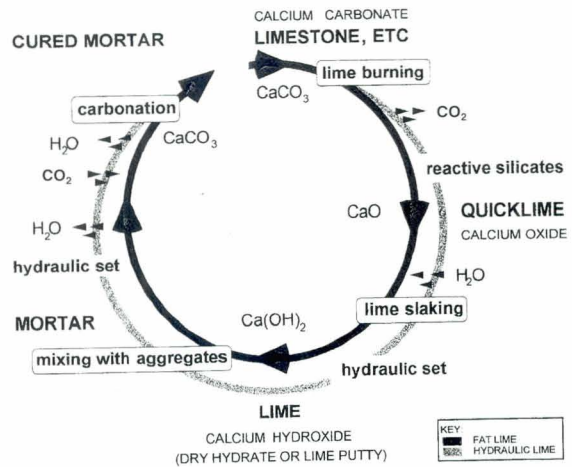 CALCIUM CARBONATE
LIMESTONE, ETC
CURED MORTAR
lime burning
CaCO3
carbonation
CO2
CaCO3
H2O
reactive silicates
CO2
CaO
QUICKLIME
CALCIUM OXIDE
H2O
hydraulic set
H2O
lime slaking
MORTAR
Ca(OH)2
mixing with aggregates
hydraulic set
LIME
CALCIUM HYDROXIDE
(DRY HYDRATE OR LIME PUTTY)
KEY:
FAT LIME
HYDRAULIC LIME